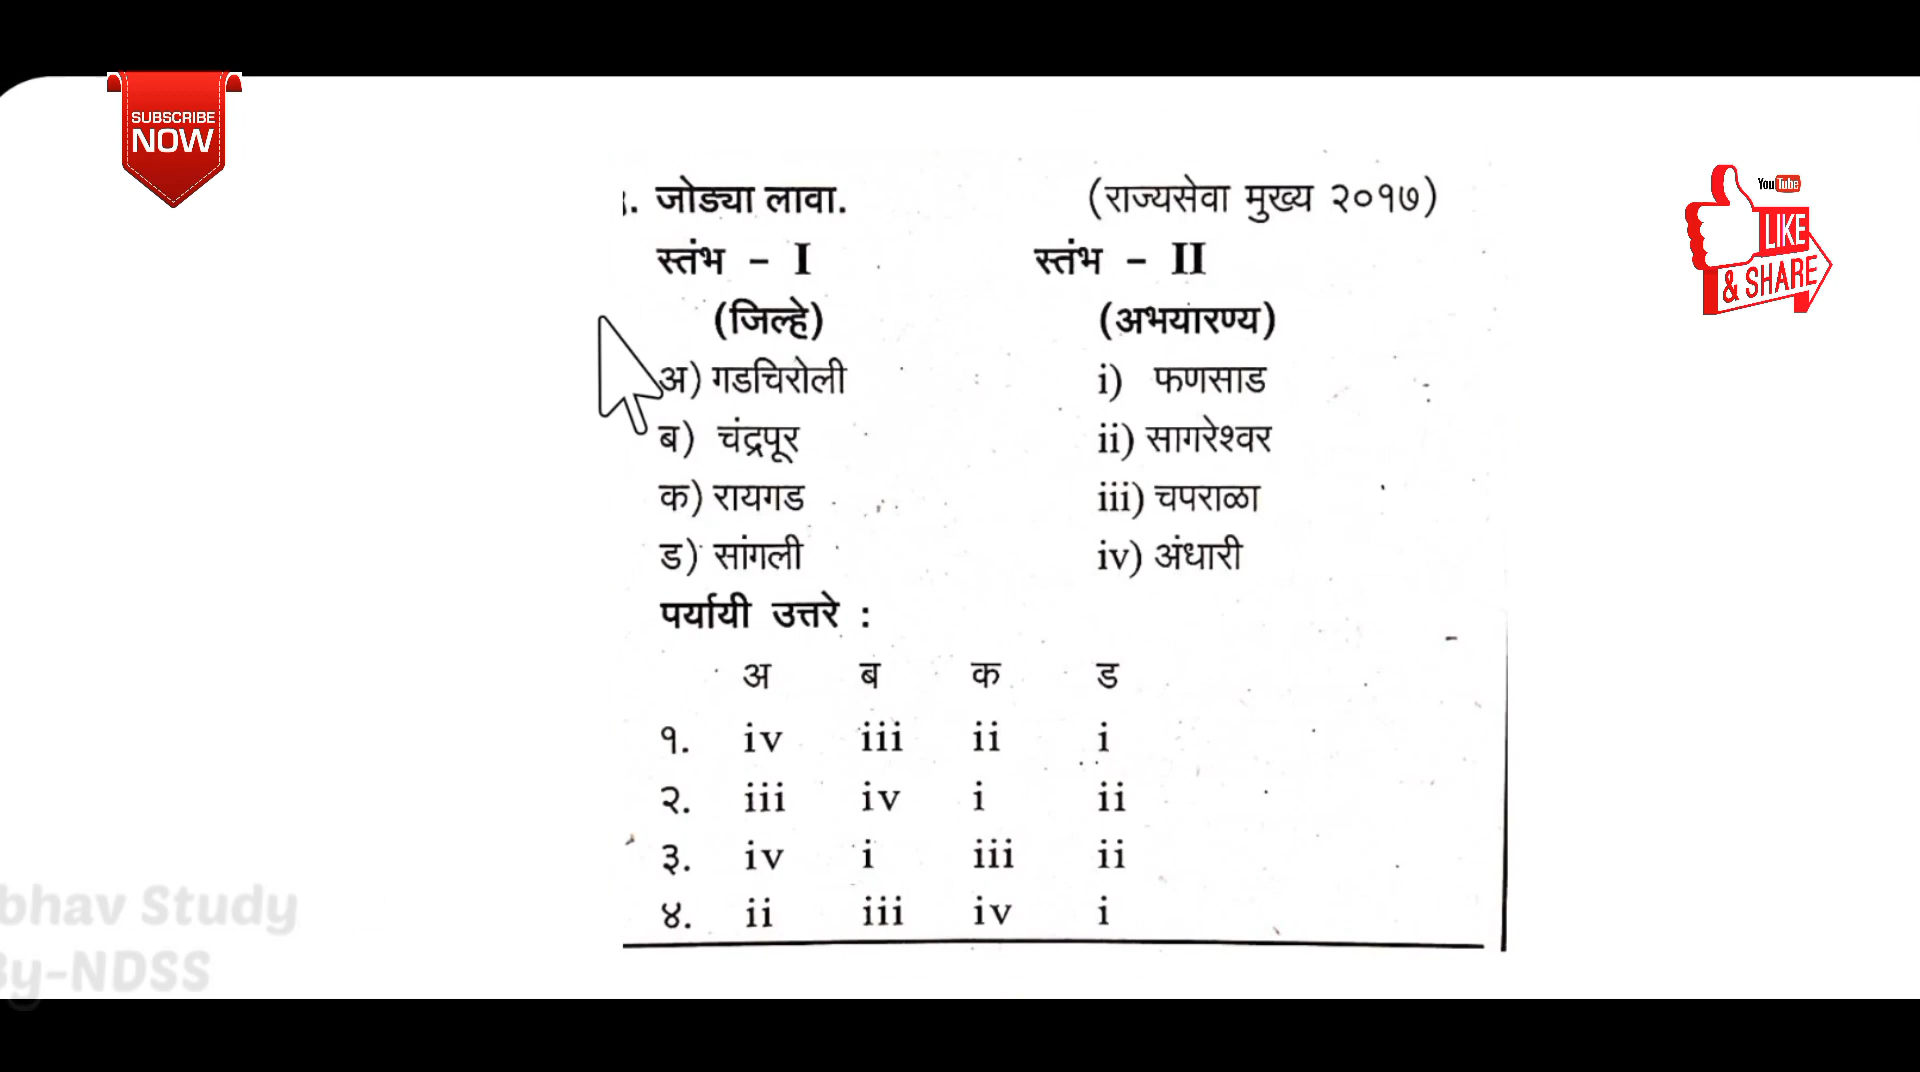 SUBSCRIBE
NOW
You Tube
LIKE
& SHARE
जोड्या लावा. (राज्यसेवा मुख्य २०१७)
स्तंभ - I स्तंभ - II
(जिल्हे) (अभयारण्य)
अ) गडचिरोली i) फणसाड
ब) चंद्रपूर ii) सागरेश्वर
क) रायगड iii) चपराळा
ड) सांगली iv) अंधारी
पर्यायी उत्तरे :
अ ब क ड
१. iv iii ii i
२. iii iv i ii
३. iv i iii ii
४. ii iii iv i
bhav Study
By-NDSS